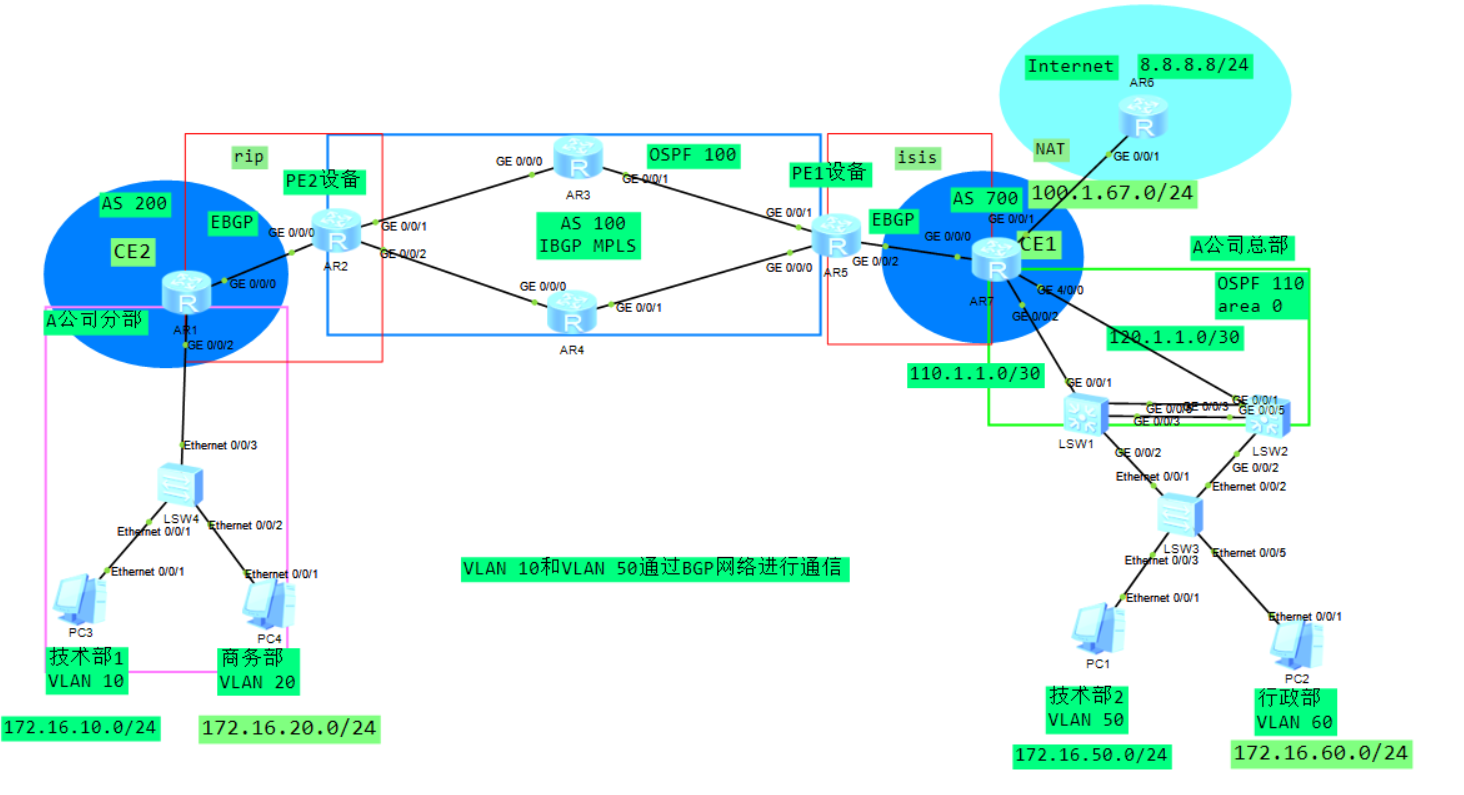 Internet
8.8.8.8/24
AR6
R
GE 0/0/1
NAT
100.1.67.0/24
rip
PE2设备
GE 0/0/0
R
AR3
GE 0/0/1
OSPF 100
AS 100
IBGP MPLS
isis
PE1设备
AS 200
EBGP
CE2
GE 0/0/0
R
AR2
GE 0/0/1
GE 0/0/2
GE 0/0/0
GE 0/0/1
R
AR4
GE 0/0/1
GE 0/0/0
R
AR5
GE 0/0/2
EBGP
AS 700
GE 0/0/1
GE 0/0/0
CE1
R
AR7
GE 4/0/0
GE 0/0/2
A公司总部
OSPF 110
area 0
120.1.1.0/30
110.1.1.0/30
R
AR1
GE 0/0/0
GE 0/0/2
A公司分部
GE 0/0/1
GE 0/0/3
GE 0/0/3
GE 0/0/1
GE 0/0/5
LSW1
LSW2
GE 0/0/2
GE 0/0/2
Ethernet 0/0/1
Ethernet 0/0/2
LSW3
Ethernet 0/0/3
Ethernet 0/0/5
Ethernet 0/0/1
Ethernet 0/0/1
PC1
PC2
Ethernet 0/0/3
LSW4
Ethernet 0/0/1
Ethernet 0/0/2
Ethernet 0/0/1
Ethernet 0/0/1
PC3
PC4
VLAN 10和VLAN 50通过BGP网络进行通信
技术部1
VLAN 10
商务部
VLAN 20
172.16.10.0/24
172.16.20.0/24
技术部2
VLAN 50
行政部
VLAN 60
172.16.50.0/24
172.16.60.0/24